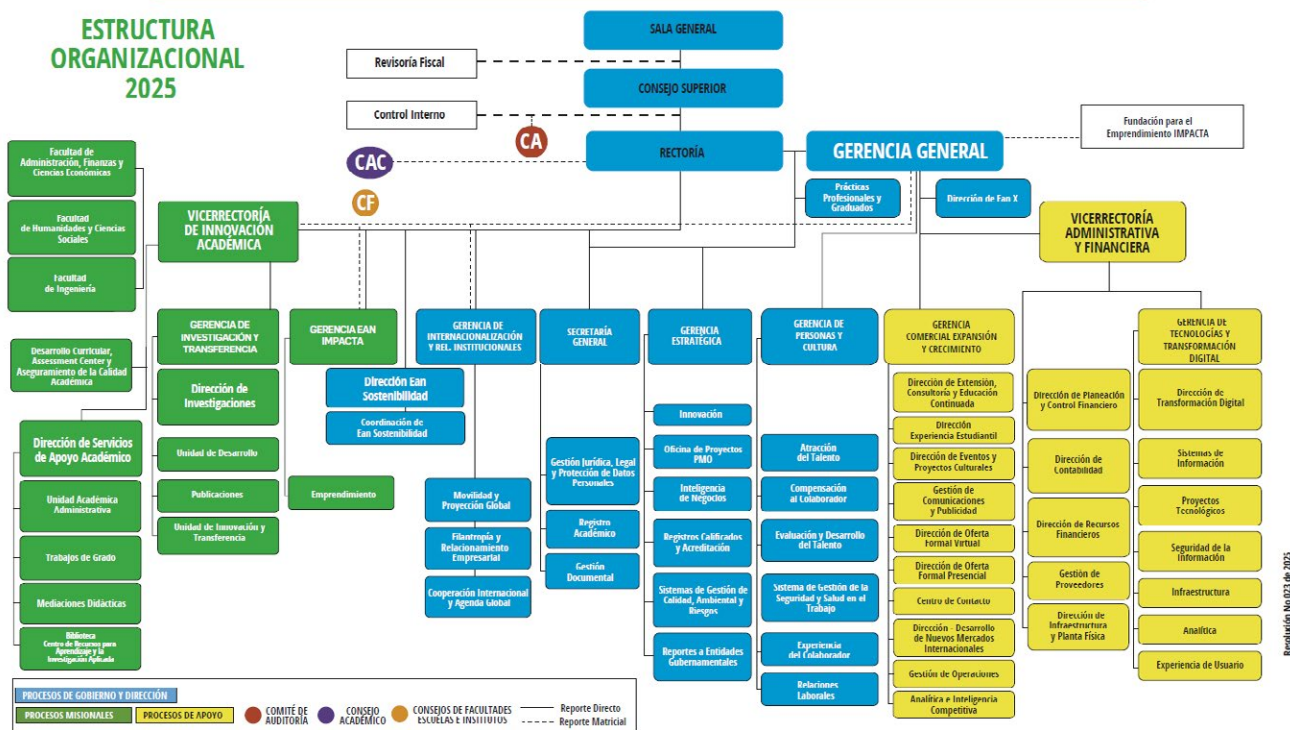 ESTRUCTURA
ORGANIZACIONAL
2025
SALA GENERAL
Revisoría Fiscal
CONSEJO SUPERIOR
Control Interno
CA
Fundación para el
Emprendimiento IMPACTA
CAC
RECTORÍA
GERENCIA GENERAL
CF
Prácticas
Profesionales y
Graduados
Dirección de Ean X
Facultad de
Administración, Finanzas y
Ciencias Económicas
Facultad
de Humanidades y Ciencias
Sociales
Facultad
de Ingeniería
VICERRECTORÍA
DE INNOVACIÓN
ACADÉMICA
VICERRECTORÍA
ADMINISTRATIVA
Y FINANCIERA
Desarrollo Curricular,
Assessment Center y
Aseguramiento de la Calidad
Académica
GERENCIA DE
INVESTIGACIÓN Y
TRANSFERENCIA
GERENCIA EAN
IMPACTA
GERENCIA DE
INTERNACIONALIZACIÓN
Y REL. INSTITUCIONALES
SECRETARÍA
GENERAL
GERENCIA
ESTRATÉGICA
GERENCIA DE
PERSONAS Y
CULTURA
GERENCIA
COMERCIAL EXPANSIÓN
Y CRECIMIENTO
GERENCIA DE
TECNOLOGÍAS Y
TRANSFORMACIÓN
DIGITAL
Dirección de Servicios
de Apoyo Académico
Unidad Académica
Administrativa
Trabajos de Grado
Mediaciones Didácticas
Biblioteca
Centro de Recursos para
Aprendizaje y la
Investigación Aplicada
Dirección de
Investigaciones
Unidad de Desarrollo
Publicaciones
Unidad de Innovación y
Transferencia
Emprendimiento
Dirección Ean
Sostenibilidad
Coordinación de
Ean Sostenibilidad
Movilidad y
Proyección Global
Filantropía y
Relacionamiento
Empresarial
Cooperación Internacional
y Agenda Global
Gestión Jurídica, Legal
y Protección de Datos
Personales
Registro
Académico
Gestión
Documental
Innovación
Oficina de Proyectos
PMO
Inteligencia
de Negocios
Registros Calificados
y Acreditación
Sistemas de Gestión de
Calidad, Ambiental y
Riesgos
Reportes a Entidades
Gubernamentales
Atracción
del Talento
Compensación
al Colaborador
Evaluación y Desarrollo
del Talento
Sistema de Gestión de la
Seguridad y Salud en el
Trabajo
Experiencia
del Colaborador
Relaciones
Laborales
Dirección de Extensión,
Consultoría y Educación
Continuada
Dirección
Experiencia Estudiantil
Dirección de Eventos y
Proyectos Culturales
Gestión de
Comunicaciones
y Publicidad
Dirección de Oferta
Formal Virtual
Dirección de Oferta
Formal Presencial
Centro de Contacto
Dirección - Desarrollo
de Nuevos Mercados
Internacionales
Gestión de Operaciones
Analítica e Inteligencia
Competitiva
Dirección de Planeación
y Control Financiero
Dirección de
Contabilidad
Dirección de Recursos
Financieros
Gestión de
Proveedores
Dirección de
Infraestructura
y Planta Física
Dirección de
Transformación Digital
Sistemas de
Información
Proyectos
Tecnológicos
Seguridad de la
Información
Infraestructura
Analítica
Experiencia de Usuario
Resolución No 023 de 2025
PROCESOS DE GOBIERNO Y DIRECCIÓN
PROCESOS MISIONALES
PROCESOS DE APOYO
COMITÉ DE
AUDITORÍA
CONSEJO
ACADÉMICO
CONSEJOS DE FACULTADES
ESCUELAS E INSTITUTOS
Reporte Directo
Reporte Matricial